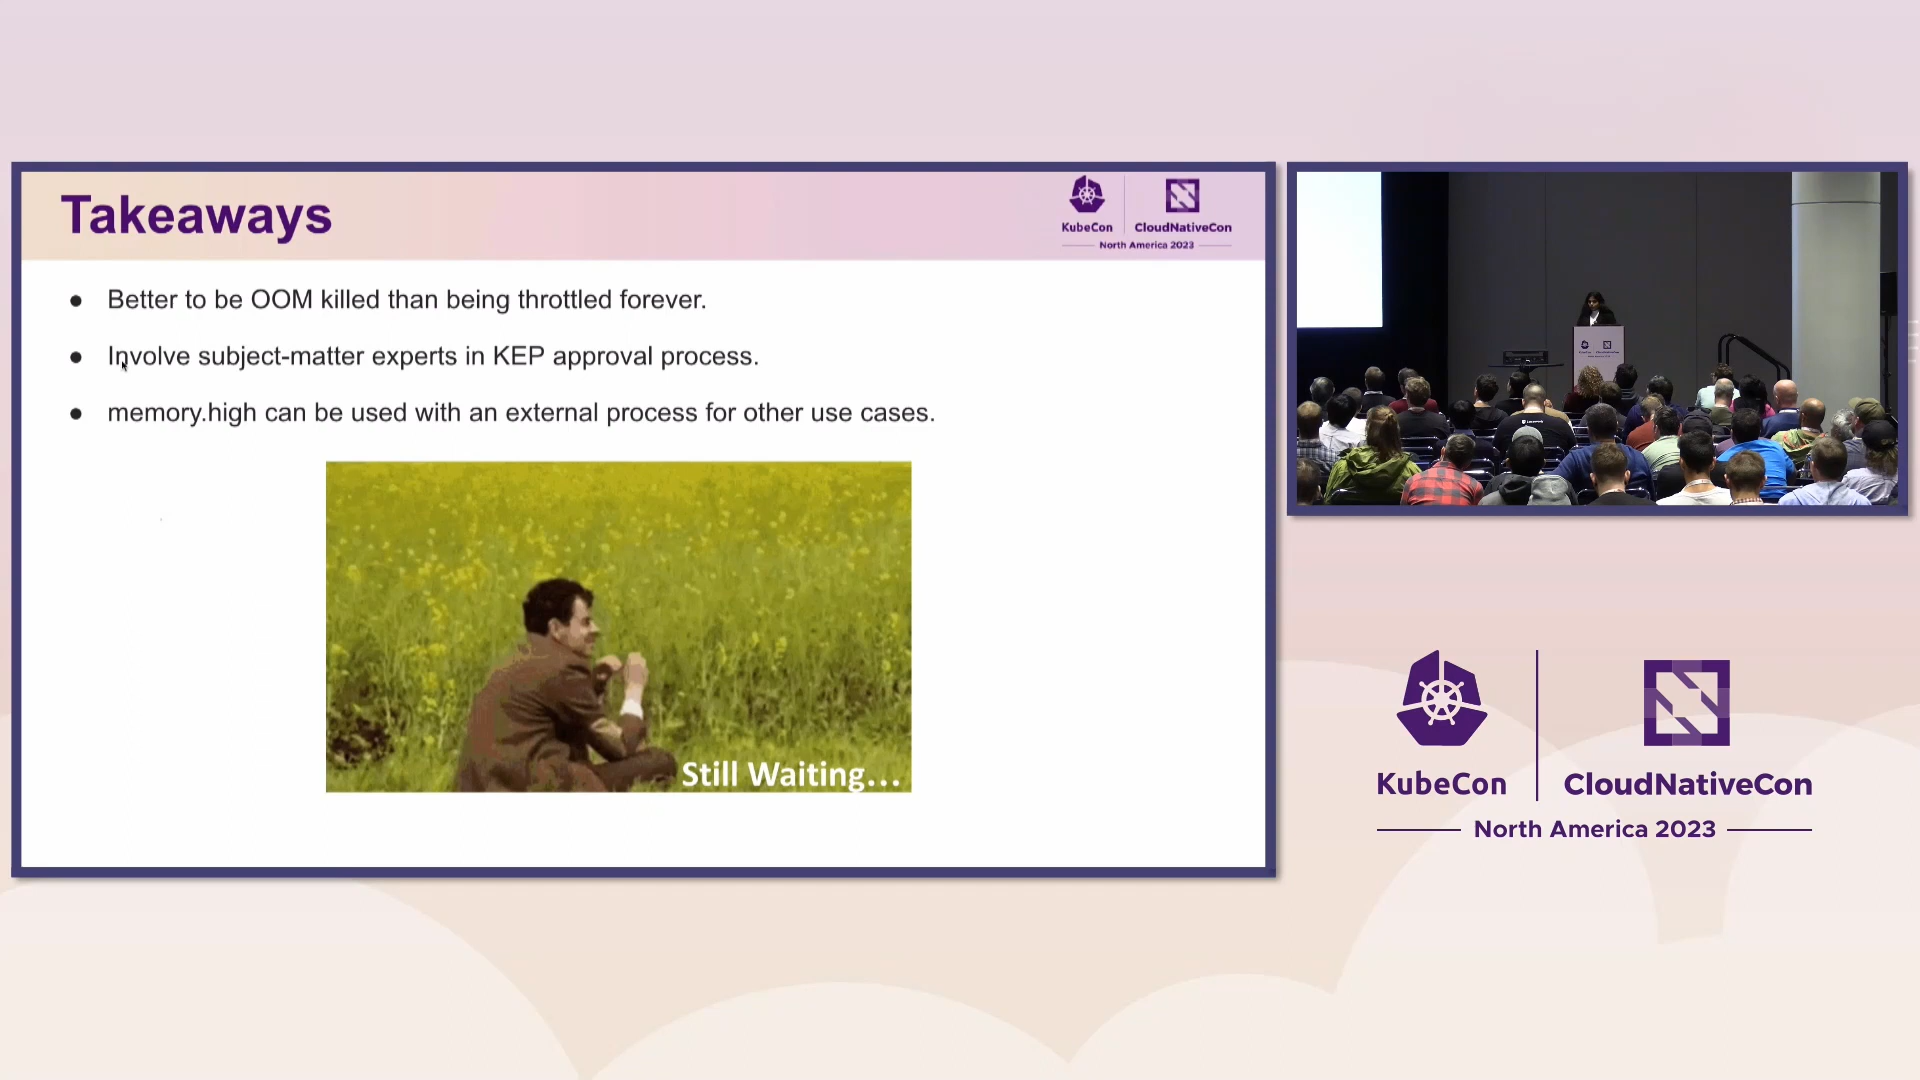 Takeaways
KubeCon
CloudNativeCon
North America 2023
● Better to be OOM killed than being throttled forever.
● Involve subject-matter experts in KEP approval process.
● memory.high can be used with an external process for other use cases.
Still Waiting...
KubeCon
CloudNativeCon
North America 2023